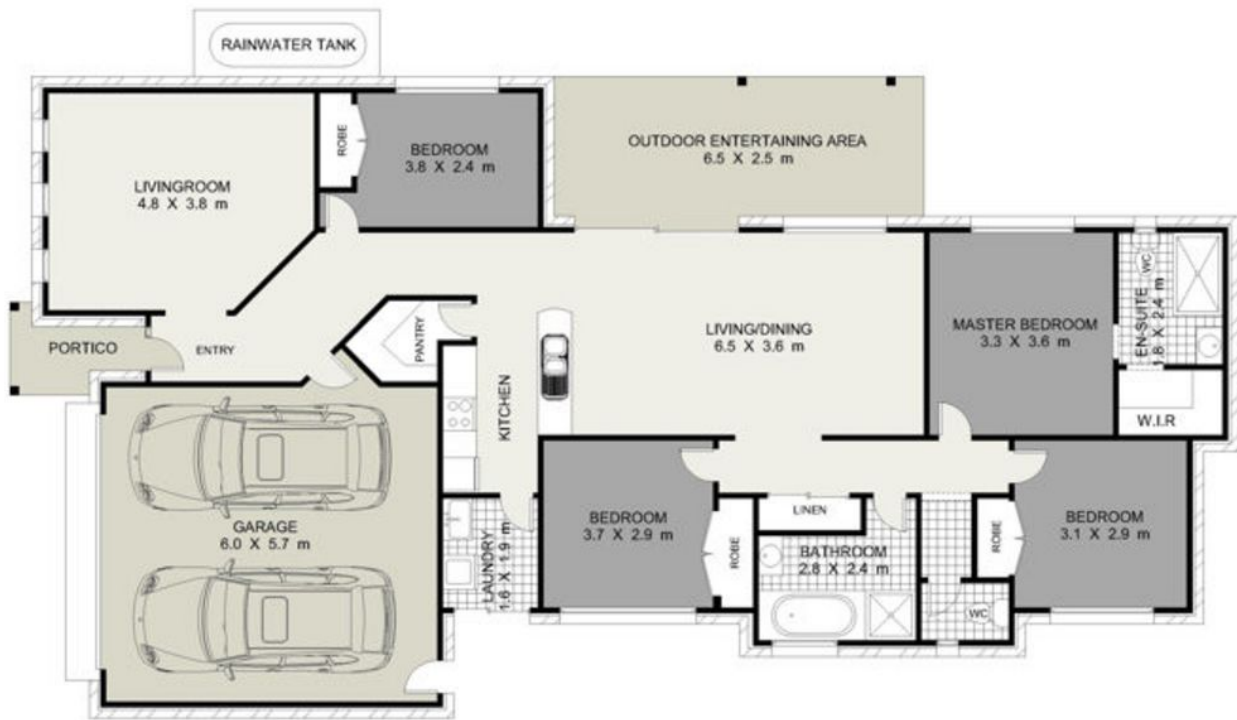 RAINWATER TANK
LIVINGROOM
4.8 X 3.8 m
ROBE
BEDROOM
3.8 X 2.4 m
OUTDOOR ENTERTAINING AREA
6.5 X 2.5 m
PORTICO
ENTRY
PANTRY
KITCHEN
LIVING/DINING
6.5 X 3.6 m
MASTER BEDROOM
3.3 X 3.6 m
WC
EN-SUITE
1.8 X 2.4 m
W.I.R
GARAGE
6.0 X 5.7 m
LAUNDRY
1.6 X 1.9 m
BEDROOM
3.7 X 2.9 m
ROBE
LINEN
BATHROOM
2.8 X 2.4 m
WC
ROBE
BEDROOM
3.1 X 2.9 m